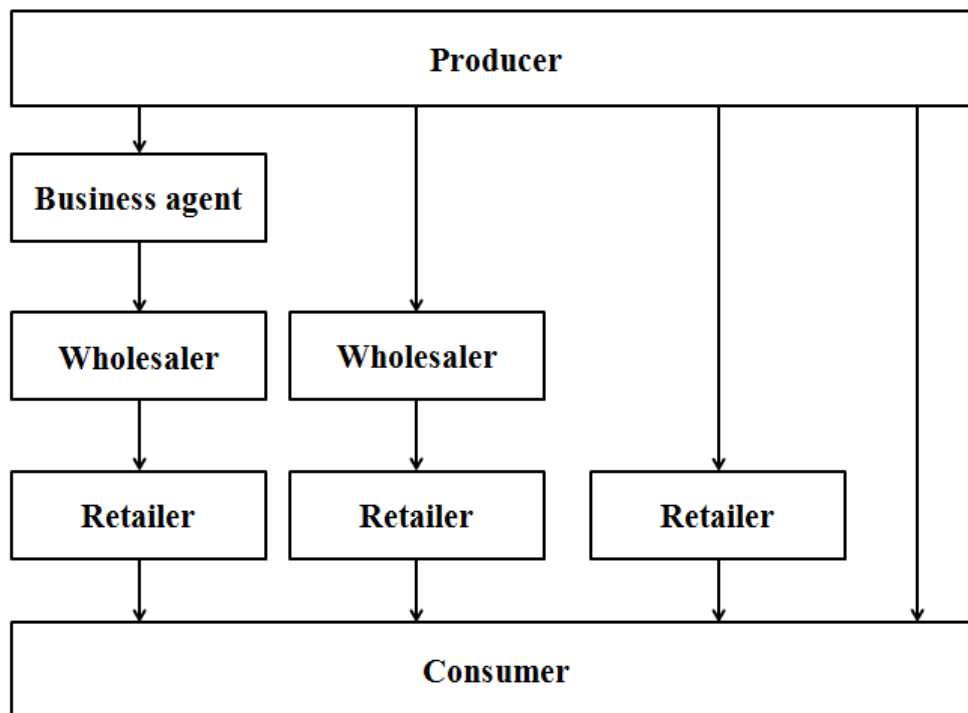 Producer
Business agent
Wholesaler
Wholesaler
Retailer
Retailer
Retailer
Consumer